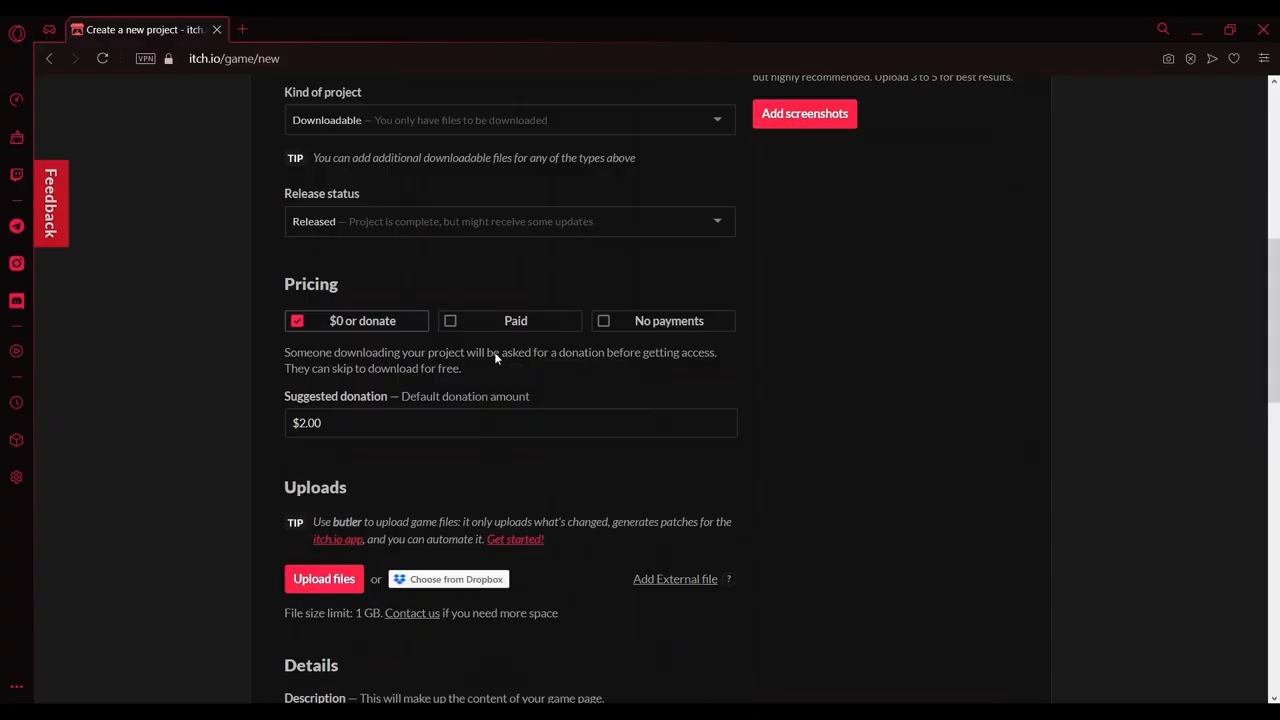 Create a new project - itch.
VPN
itch.io/game/new
Feedback
but highly recommended. Upload 3 to 5 for best results.
Add screenshots
Kind of project
Downloadable — You only have files to be downloaded
TIP You can add additional downloadable files for any of the types above
Release status
Released — Project is complete, but might receive some updates
Pricing
$0 or donate
Paid
No payments
Someone downloading your project will be asked for a donation before getting access.
They can skip to download for free.
Suggested donation — Default donation amount
$2.00
Uploads
TIP Use butler to upload game files: it only uploads what's changed, generates patches for the
itch.io app, and you can automate it. Get started!
Upload files or Choose from Dropbox Add External file ?
File size limit: 1 GB. Contact us if you need more space
Details
Description — This will make up the content of your game page.